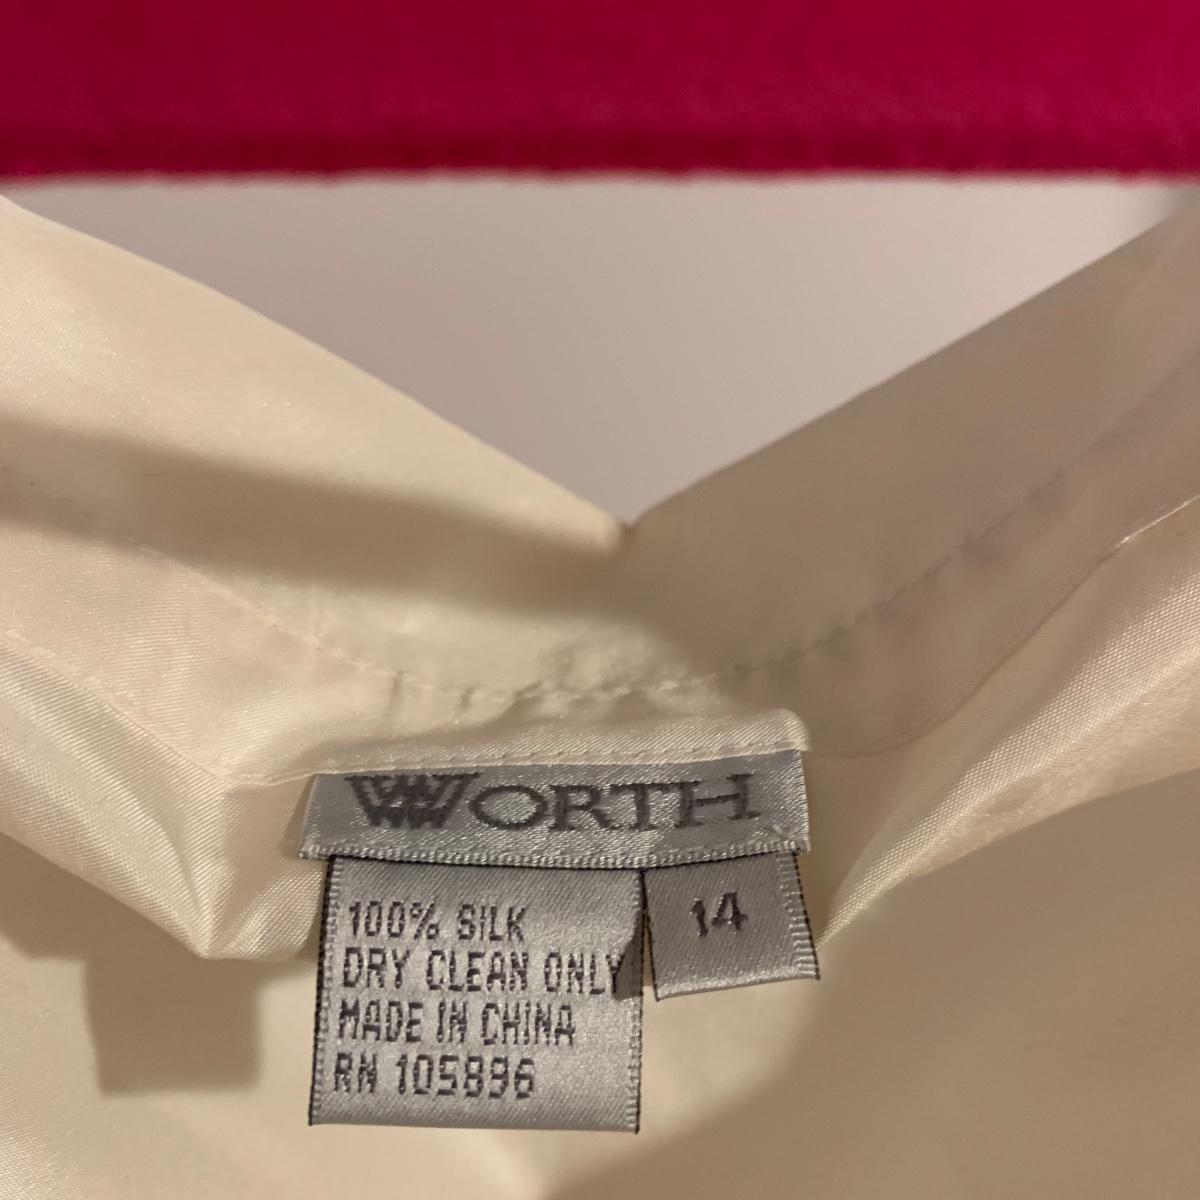 WORTH
14
100% SILK
DRY CLEAN ONLY
MADE IN CHINA
RN 105896